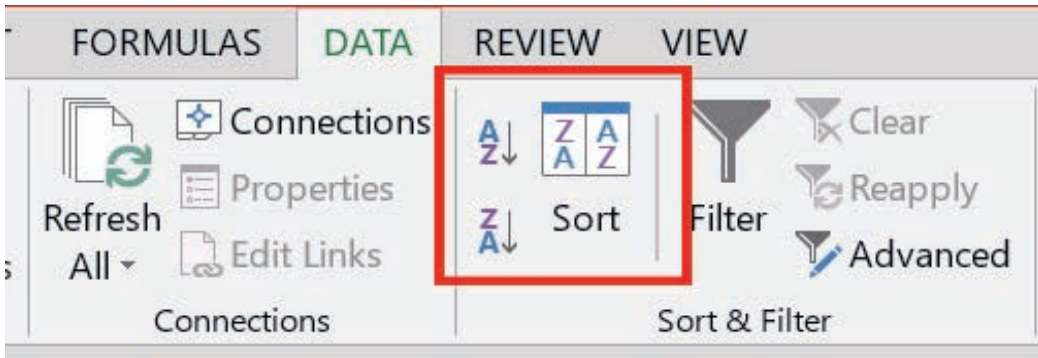 FORMULAS DATA REVIEW VIEW
Refresh
All
Connections
Properties
Edit Links
Connections
A
Z
Z
A
Z A
A Z
Sort
Filter
Clear
Reapply
Advanced
Sort & Filter